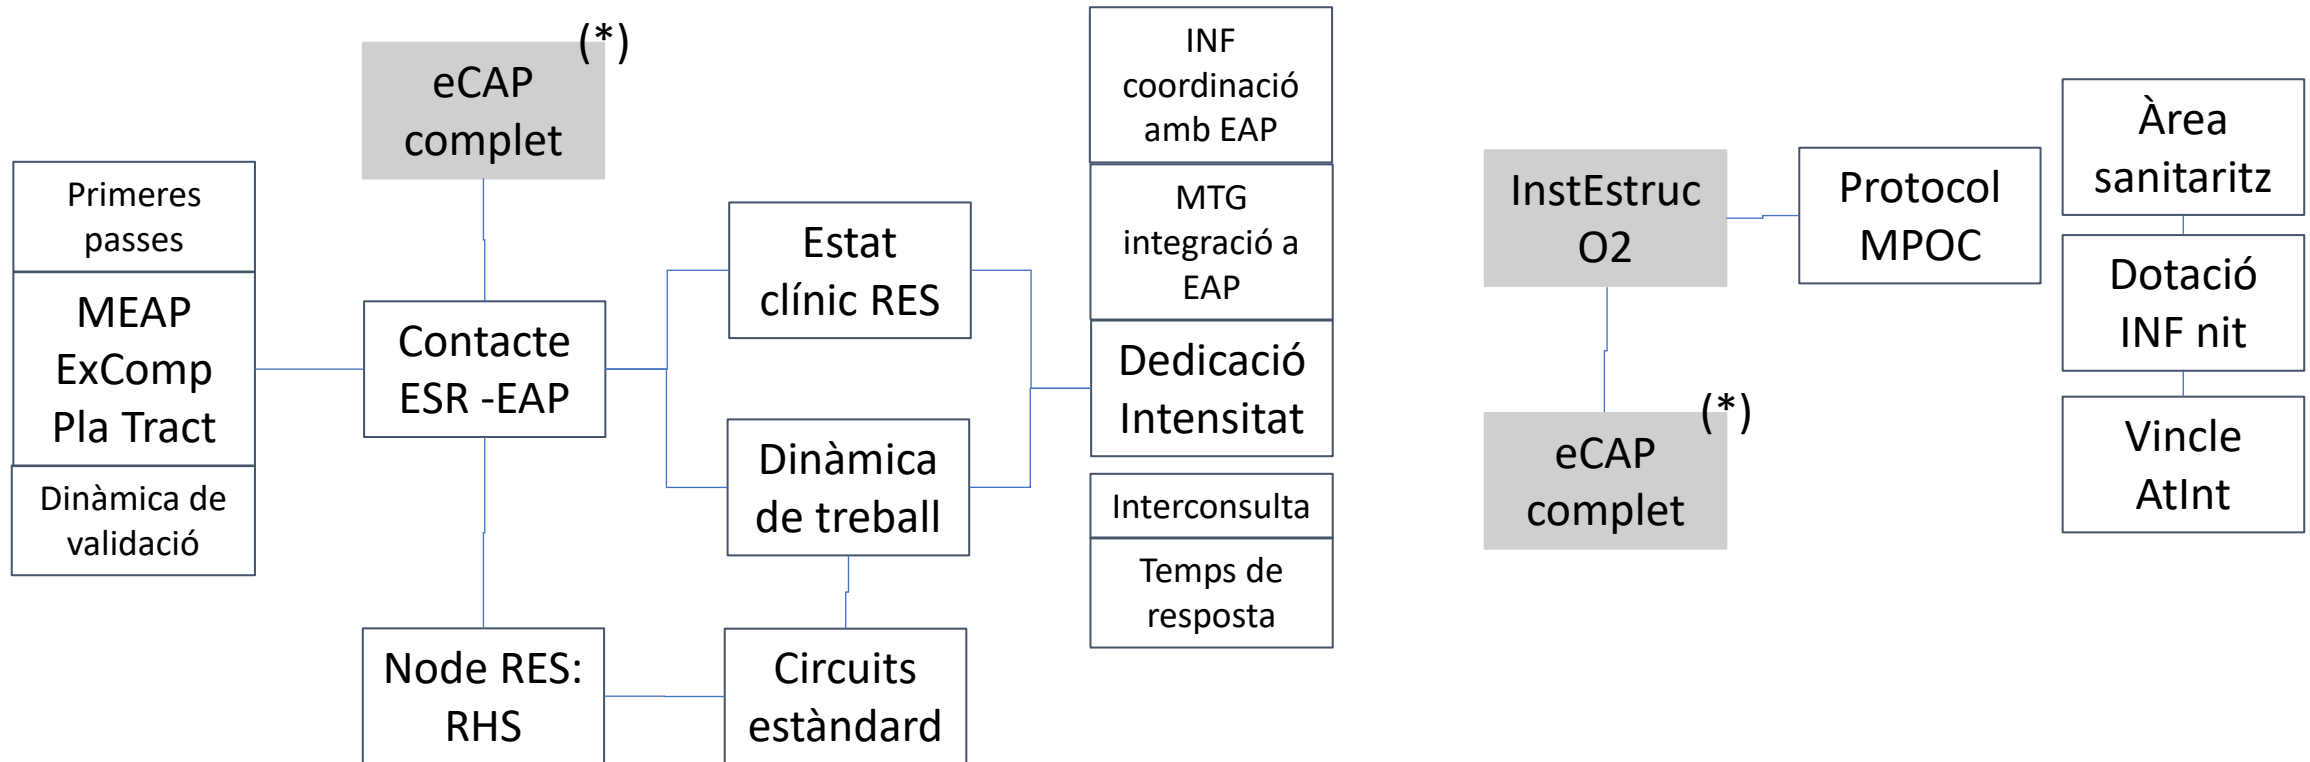 Primeres
passes
MEAP
ExComp
Pla Tract
Dinàmica de
validació
(*)
eCAP
complet
Contacte
ESR -EAP
Node RES:
RHS
Estat
clínic RES
Dinàmica
de treball
Circuits
estàndard
INF
coordinació
amb EAP
MTG
integració a
EAP
Dedicació
Intensitat
Interconsulta
Temps de
resposta
InstEstruc
O2
(*)
eCAP
complet
Protocol
MPOC
Àrea
sanitaritz
Dotació
INF nit
Vincle
AtInt